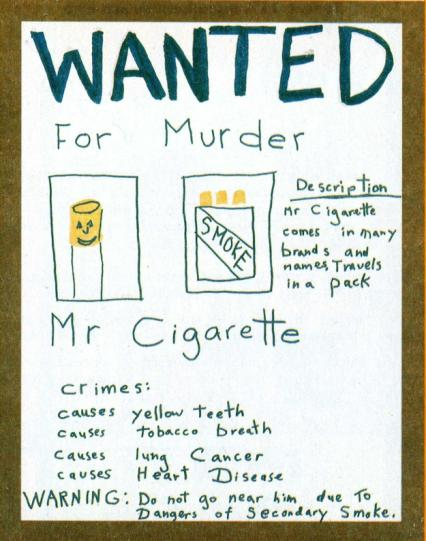 WANTED
For Murder
SMOKE
Description
Mr Cigarette
comes in many
brands and
names, Travels
in a pack
Mr Cigarette
Crimes:
causes yellow teeth
causes tobacco breath
causes lung Cancer
causes Heart Disease
WARNING: Do not go near him due To
Dangers of Secondary Smoke.